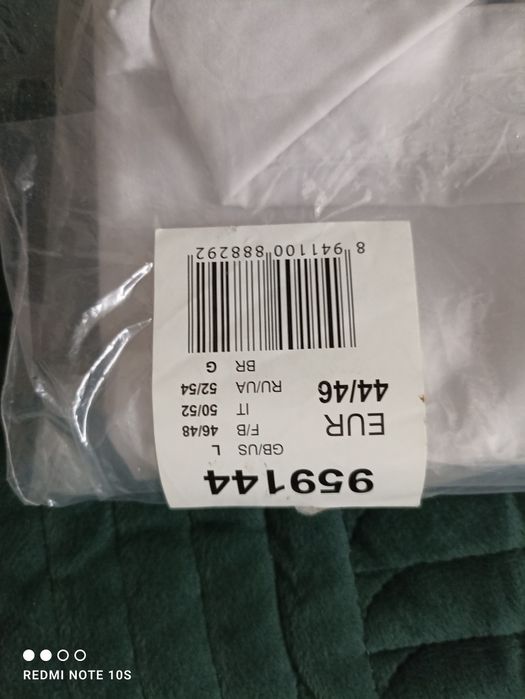 959144
EUR
44/46
GB/US L
F/B 46/48
IT 50/52
RU/UA 52/54
BR G
8 941100 888292
REDMI NOTE 10S